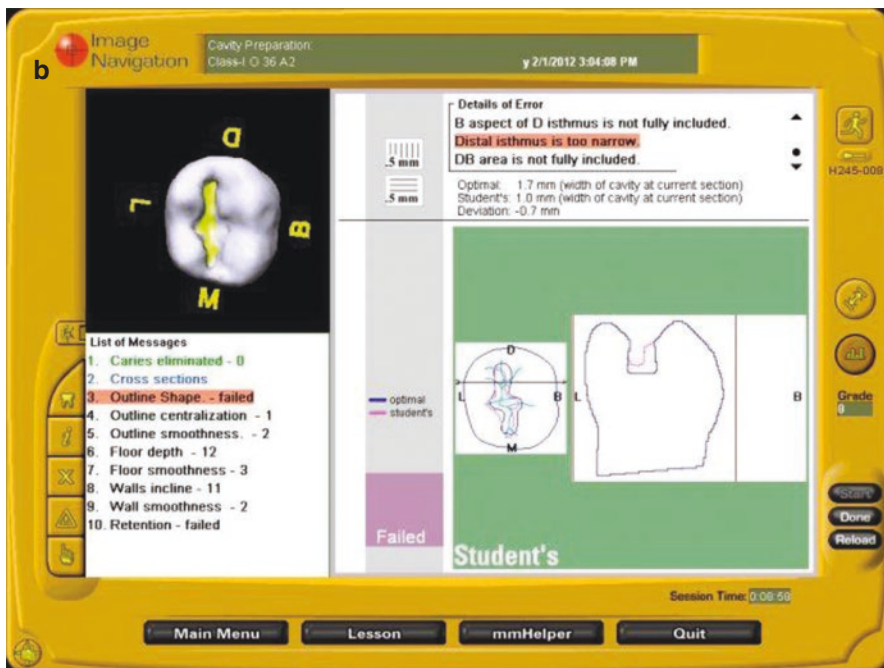 b
Image
Navigation
Cavity Preparation:
Class-I O 36 A2
y 2/1/2012 3:04:08 PM
D
L
B
M
.5 mm
.5 mm
Details of Error
B aspect of D isthmus is not fully included.
Distal isthmus is too narrow.
DB area is not fully included.
Optimal: 1.7 mm (width of cavity at current section)
Student's: 1.0 mm (width of cavity at current section)
Deviation: -0.7 mm
H245-009
List of Messages
1. Caries eliminated - 0
2. Cross sections
3. Outline Shape. - failed
4. Outline centralization - 1
5. Outline smoothness. - 2
6. Floor depth - 12
7. Floor smoothness - 3
8. Walls incline - 11
9. Wall smoothness - 2
10. Retention - failed
optimal
student's
Failed
D
L
B
M
L
B
Student's
Grade
0
Start
Done
Reload
Session Time: 0:08:59
Main Menu
Lesson
mmHelper
Quit